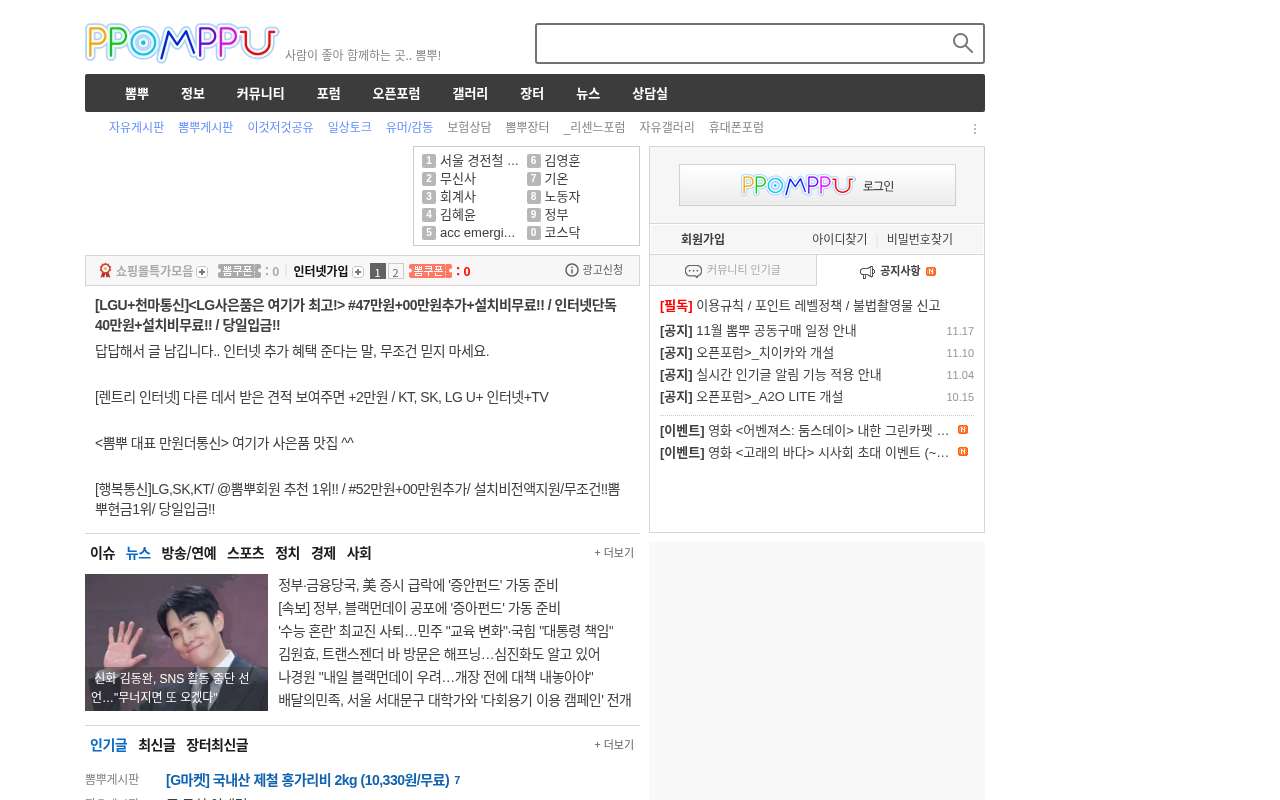 PPOMPPU 사람이 좋아 함께하는 곳.. 뽐뿌!
뽐뿌 정보 커뮤니티 포럼 오픈포럼 갤러리 장터 뉴스 상담실
자유게시판 뽐뿌게시판 이것저것공유 일상토크 유머/감동 보험상담 뽐뿌장터 _리센느포럼 자유갤러리 휴대폰포럼
1 서울 경전철 ... 6 김영훈
2 무신사 7 기온
3 회계사 8 노동자
4 김혜윤 9 정부
5 acc emergi... 0 코스닥
PPOMPPU 로그인
회원가입 아이디찾기 비밀번호찾기
쇼핑몰특가모음 뽐쿠폰 : 0 인터넷가입 1 2 뽐쿠폰 : 0 광고신청
커뮤니티 인기글 공지사항 N
[LGU+천마통신]<LG사은품은 여기가 최고!> #47만원+00만원추가+설치비무료!! / 인터넷단독
40만원+설치비무료!! / 당일입금!!
답답해서 글 남깁니다.. 인터넷 추가 혜택 준다는 말, 무조건 믿지 마세요.
[렌트리 인터넷] 다른 데서 받은 견적 보여주면 +2만원 / KT, SK, LG U+ 인터넷+TV
<뽐뿌 대표 만원더통신> 여기가 사은품 맛집 ^^
[행복통신]LG,SK,KT/ @뽐뿌회원 추천 1위!! / #52만원+00만원추가/ 설치비전액지원/무조건!!뽐
뿌현금1위/ 당일입금!!
[필독] 이용규칙 / 포인트 레벨정책 / 불법촬영물 신고
[공지] 11월 뽐뿌 공동구매 일정 안내 11.17
[공지] 오픈포럼>_치이카와 개설 11.10
[공지] 실시간 인기글 알림 기능 적용 안내 11.04
[공지] 오픈포럼>_A2O LITE 개설 10.15
[이벤트] 영화 <어벤져스: 둠스데이> 내한 그린카펫 ... N
[이벤트] 영화 <고래의 바다> 시사회 초대 이벤트 (~... N
이슈 뉴스 방송/연예 스포츠 정치 경제 사회 + 더보기
신화 김동완, SNS 활동 중단 선
언…"무너지면 또 오겠다"
정부·금융당국, 美 증시 급락에 '증안펀드' 가동 준비
[속보] 정부, 블랙먼데이 공포에 '증아펀드' 가동 준비
'수능 혼란' 최교진 사퇴…민주 "교육 변화"·국힘 "대통령 책임"
김원효, 트랜스젠더 바 방문은 해프닝…심진화도 알고 있어
나경원 "내일 블랙먼데이 우려…개장 전에 대책 내놓아야"
배달의민족, 서울 서대문구 대학가와 '다회용기 이용 캠페인' 전개
인기글 최신글 장터최신글 + 더보기
뽐뿌게시판 [G마켓] 국내산 제철 홍가리비 2kg (10,330원/무료) 7